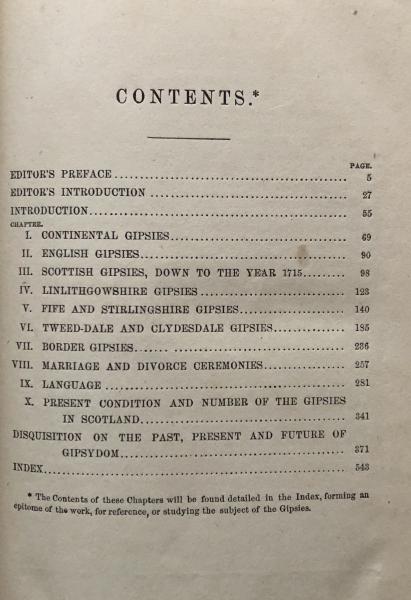 CONTENTS.*
PAGE.
EDITOR'S PREFACE 5
EDITOR'S INTRODUCTION 27
INTRODUCTION 55
CHAPTER.
I. CONTINENTAL GIPSIES 69
II. ENGLISH GIPSIES 90
III. SCOTTISH GIPSIES, DOWN TO THE YEAR 1715 98
IV. LINLITHGOWSHIRE GIPSIES 123
V. FIFE AND STIRLINGSHIRE GIPSIES 140
VI. TWEED-DALE AND CLYDESDALE GIPSIES 185
VII. BORDER GIPSIES 236
VIII. MARRIAGE AND DIVORCE CEREMONIES 257
IX. LANGUAGE 281
X. PRESENT CONDITION AND NUMBER OF THE GIPSIES
IN SCOTLAND 341
DISQUISITION ON THE PAST, PRESENT AND FUTURE OF
GIPSYDOM 371
INDEX 543
* The Contents of these Chapters will be found detailed in the Index, forming an
epitome of the work, for reference, or studying the subject of the Gipsies.